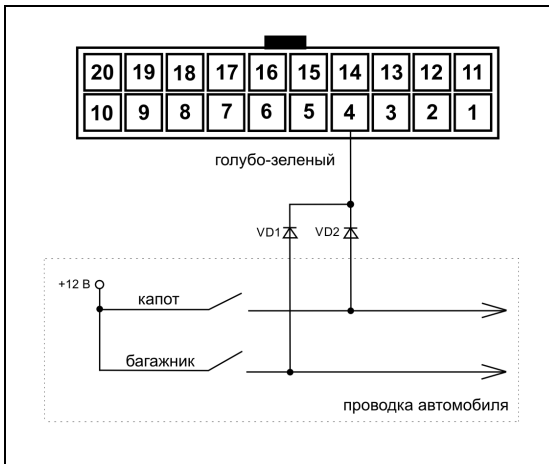 20 19 18 17 16 15 14 13 12 11
10 9 8 7 6 5 4 3 2 1
голубо-зеленый
VD1 VD2
+12 В
капот
багажник
проводка автомобиля